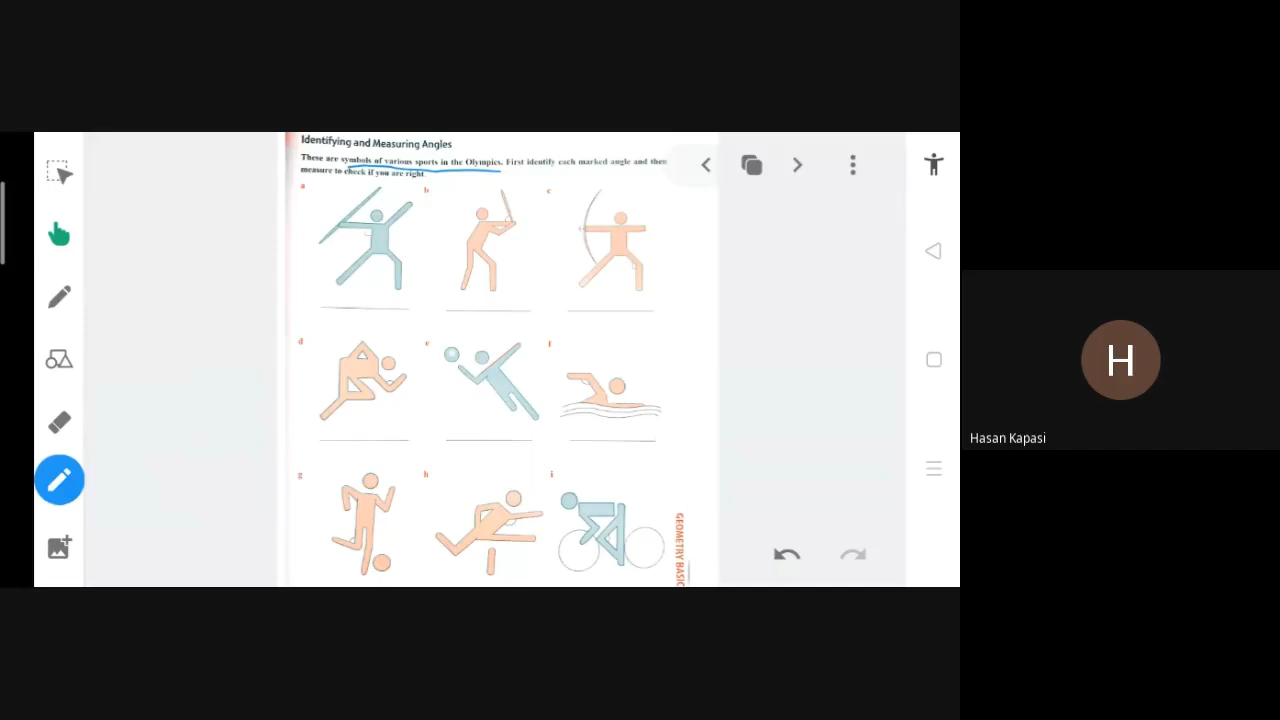 Identifying and Measuring Angles
These are symbols of various sports in the Olympics. First identify each marked angle and then
measure to check if you are right
a
b
c
d
e
f
g
h
i
GEOMETRY BASIC
H
Hasan Kapasi